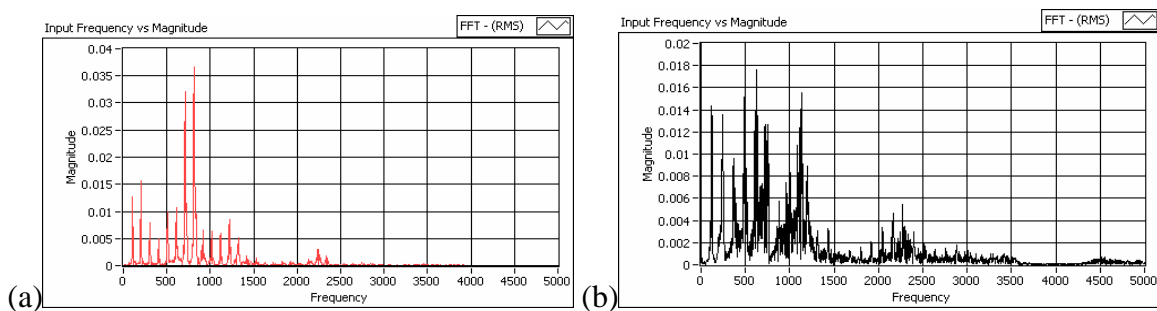 Input Frequency vs Magnitude
FFT - (RMS)
0.04
0.035
0.03
0.025
0.02
0.015
0.01
0.005
0
Magnitude
0 500 1000 1500 2000 2500 3000 3500 4000 4500 5000
Frequency
(a)
Input Frequency vs Magnitude
FFT - (RMS)
0.02
0.018
0.016
0.014
0.012
0.01
0.008
0.006
0.004
0.002
0
Magnitude
0 500 1000 1500 2000 2500 3000 3500 4000 4500 5000
Frequency
(b)